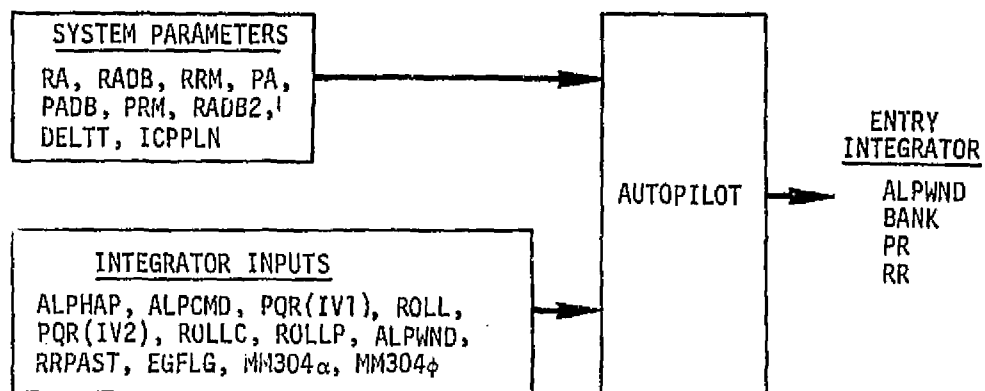 SYSTEM PARAMETERS
RA, RADB, RRM, PA,
PADB, PRM, RADB2,
DELTT, ICPPLN
AUTOPILOT
ENTRY
INTEGRATOR
ALPWND
BANK
PR
RR
INTEGRATOR INPUTS
ALPHAP, ALPCMD, PQR(IV1), ROLL,
PQR(IV2), ROLLC, ROLLP, ALPWND,
RRPAST, EGFLG, MM304α, MM304φ